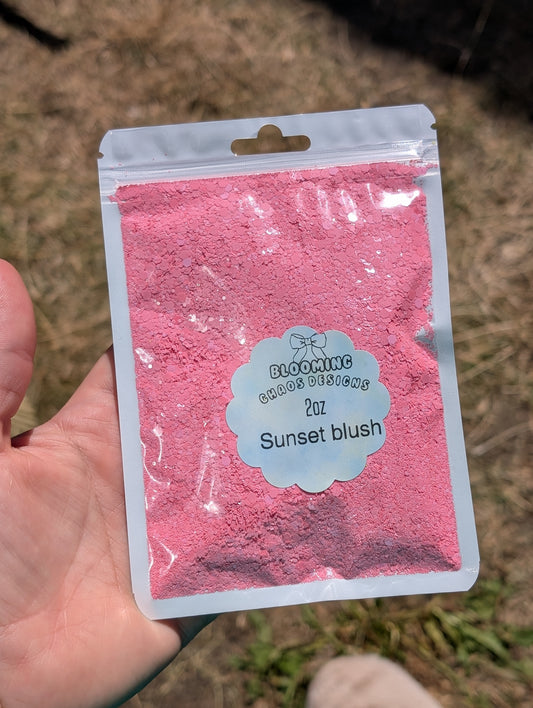 BLOOMING
CHAOS DESIGNS
2oz
Sunset blush